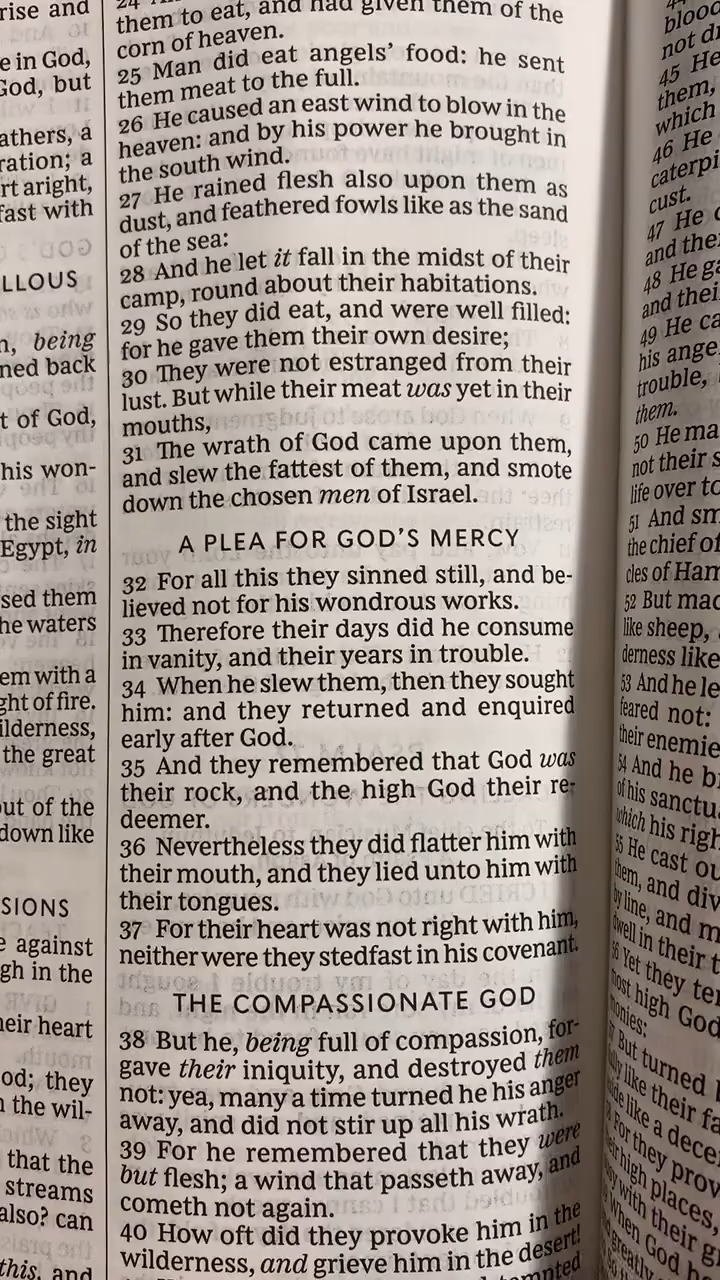 rise and
e in God,
God, but
athers, a
ration; a
rt aright,
fast with
LLOUS
n, being
ned back
t of God,
his won-
the sight
Egypt, in
sed them
he waters
em with a
ght of fire.
ilderness,
the great
out of the
down like
SIONS
e against
gh in the
heir heart
od; they
n the wil-
that the
streams
also? can
this, and
them to eat, and had given them of the
corn of heaven.
25 Man did eat angels' food: he sent
them meat to the full.
26 He caused an east wind to blow in the
heaven: and by his power he brought in
the south wind.
27 He rained flesh also upon them as
dust, and feathered fowls like as the sand
of the sea:
28 And he let it fall in the midst of their
camp, round about their habitations.
29 So they did eat, and were well filled:
for he gave them their own desire;
30 They were not estranged from their
lust. But while their meat was yet in their
mouths,
31 The wrath of God came upon them,
and slew the fattest of them, and smote
down the chosen men of Israel.
A PLEA FOR GOD'S MERCY
32 For all this they sinned still, and be-
lieved not for his wondrous works.
33 Therefore their days did he consume
in vanity, and their years in trouble.
34 When he slew them, then they sought
him: and they returned and enquired
early after God.
35 And they remembered that God was
their rock, and the high God their re-
deemer.
36 Nevertheless they did flatter him with
their mouth, and they lied unto him with
their tongues.
37 For their heart was not right with him,
neither were they stedfast in his covenant.
THE COMPASSIONATE GOD
38 But he, being full of compassion, for-
gave their iniquity, and destroyed them
not: yea, many a time turned he his anger
away, and did not stir up all his wrath.
39 For he remembered that they were
but flesh; a wind that passeth away, and
cometh not again.
40 How oft did they provoke him in the
wilderness, and grieve him in the desert!
blood
not
45 He
them,
which
46 He
caterpi
cust.
47 He
and the
48 He ga
and thei
49 He ca
his ange
trouble,
them.
50 He ma
not their s
life over to
51 And sm
the chief of
cles of Ham
52 But mad
like sheep,
derness like
53 And he le
feared not:
their enemie
54 And he b
of his sanctu
which his righ
55 He cast ou
them, and div
by line, and m
dwell in their t
56 Yet they te
most high God
monies:
57 But turned
like their fa
like a dece
58 For they prov
high places,
with their g
When God h
greatly